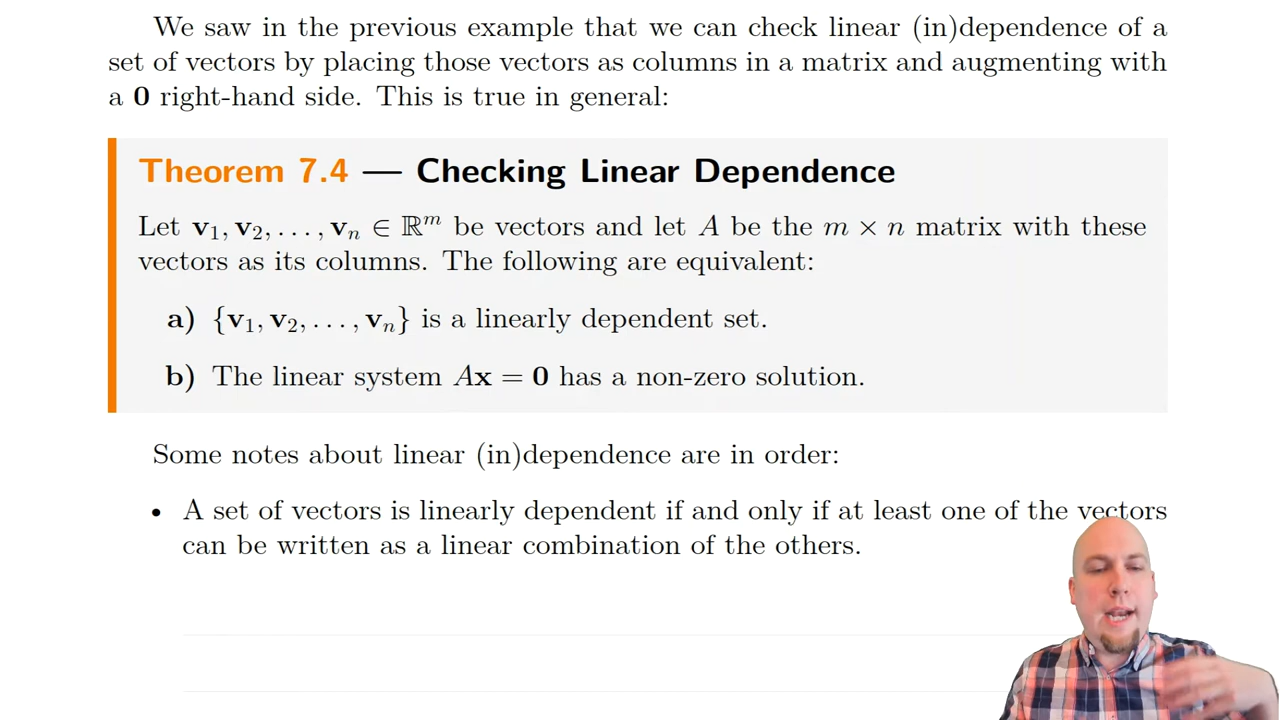 We saw in the previous example that we can check linear (in)dependence of a
set of vectors by placing those vectors as columns in a matrix and augmenting with
a 0 right-hand side. This is true in general:
Theorem 7.4 — Checking Linear Dependence
Let v₁, v₂, . . . , vₙ ∈ ℝᵐ be vectors and let A be the m × n matrix with these
vectors as its columns. The following are equivalent:
a) {v₁, v₂, . . . , vₙ} is a linearly dependent set.
b) The linear system Ax = 0 has a non-zero solution.
Some notes about linear (in)dependence are in order:
• A set of vectors is linearly dependent if and only if at least one of the vectors
can be written as a linear combination of the others.